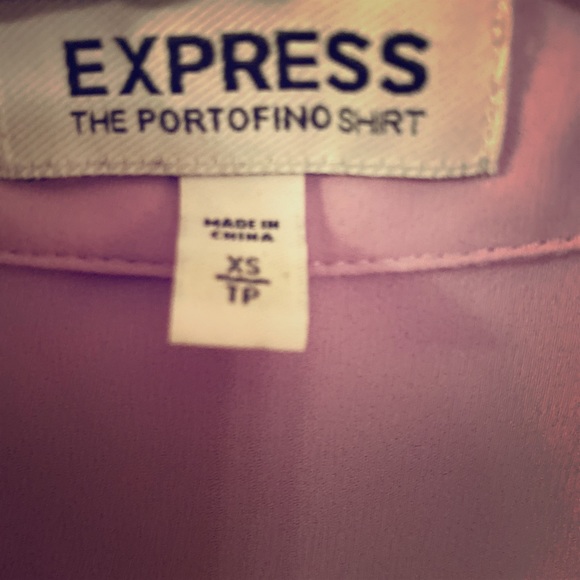 EXPRESS
THE PORTOFINO SHIRT
MADE IN
CHINA
XS
TP